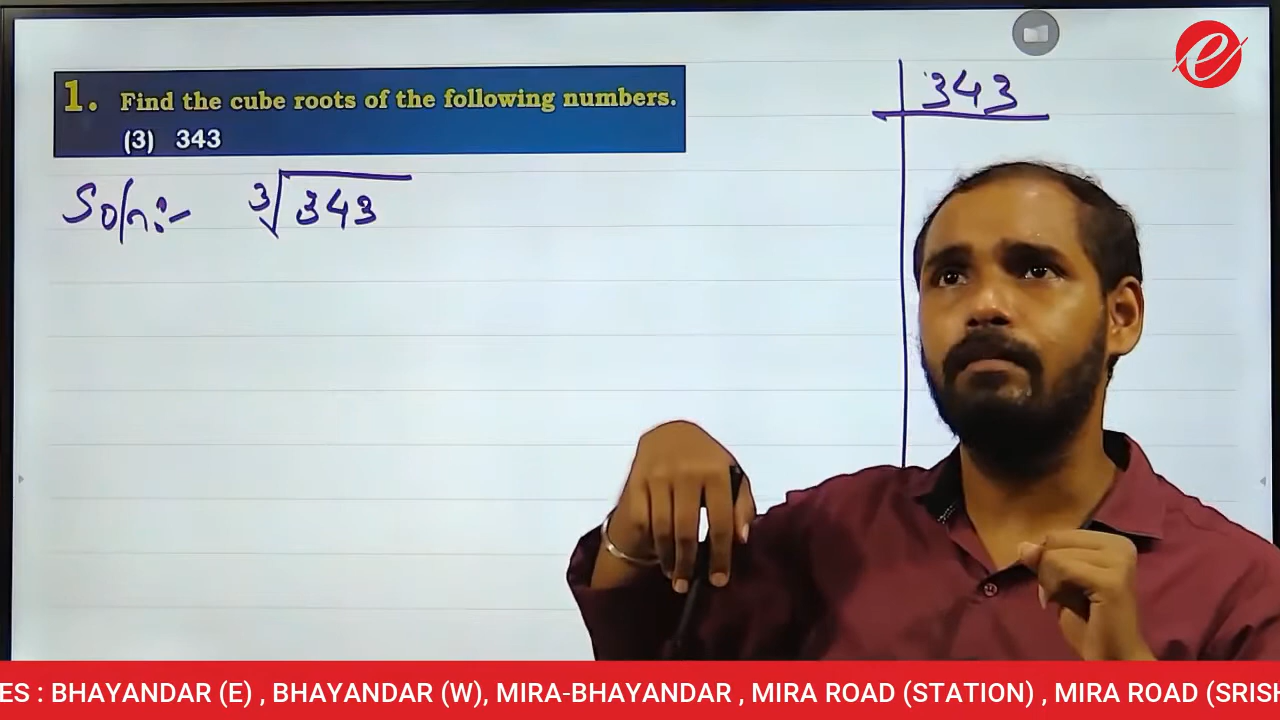 1. Find the cube roots of the following numbers.
(3) 343
Soln:- ∛343
343
e
ES : BHAYANDAR (E) , BHAYANDAR (W), MIRA-BHAYANDAR , MIRA ROAD (STATION) , MIRA ROAD (SRISH